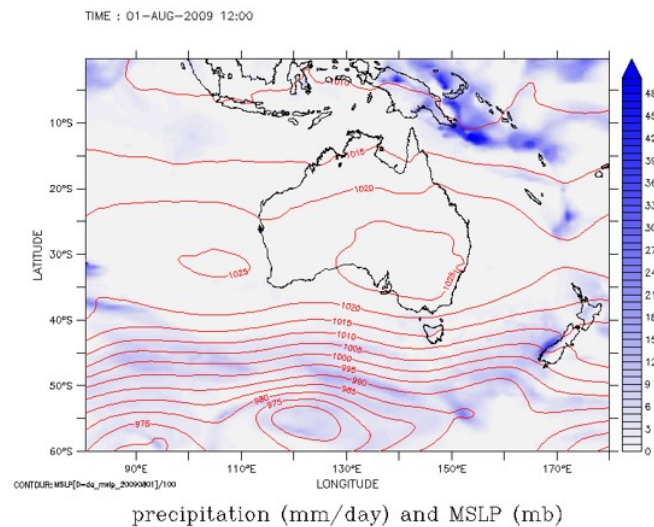 TIME : 01-AUG-2009 12:00
10°S
20°S
30°S
40°S
50°S
60°S
LATITUDE
1010
1015
1020
1025
1025
1020
1015
1010
1005
1000
995
990
985
980
975
975
48
45
42
39
36
33
30
27
24
21
18
15
12
9
6
3
0
90°E
110°E
130°E
150°E
170°E
LONGITUDE
CONTOUR: MSLP[D=da_mslp_20090801]/100
precipitation (mm/day) and MSLP (mb)